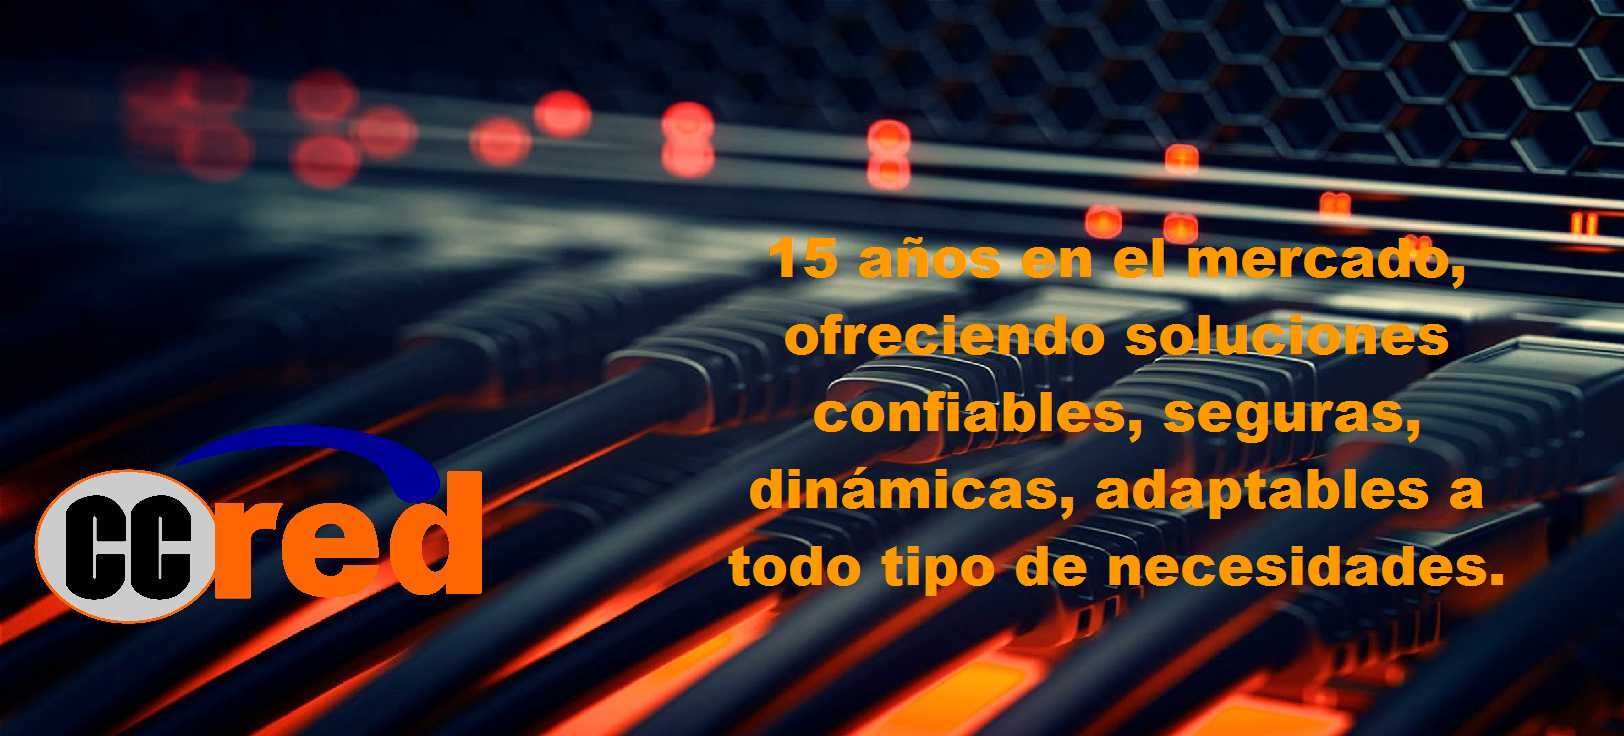 15 años en el mercado,
ofreciendo soluciones
confiables, seguras,
dinámicas, adaptables a
todo tipo de necesidades.
CCred